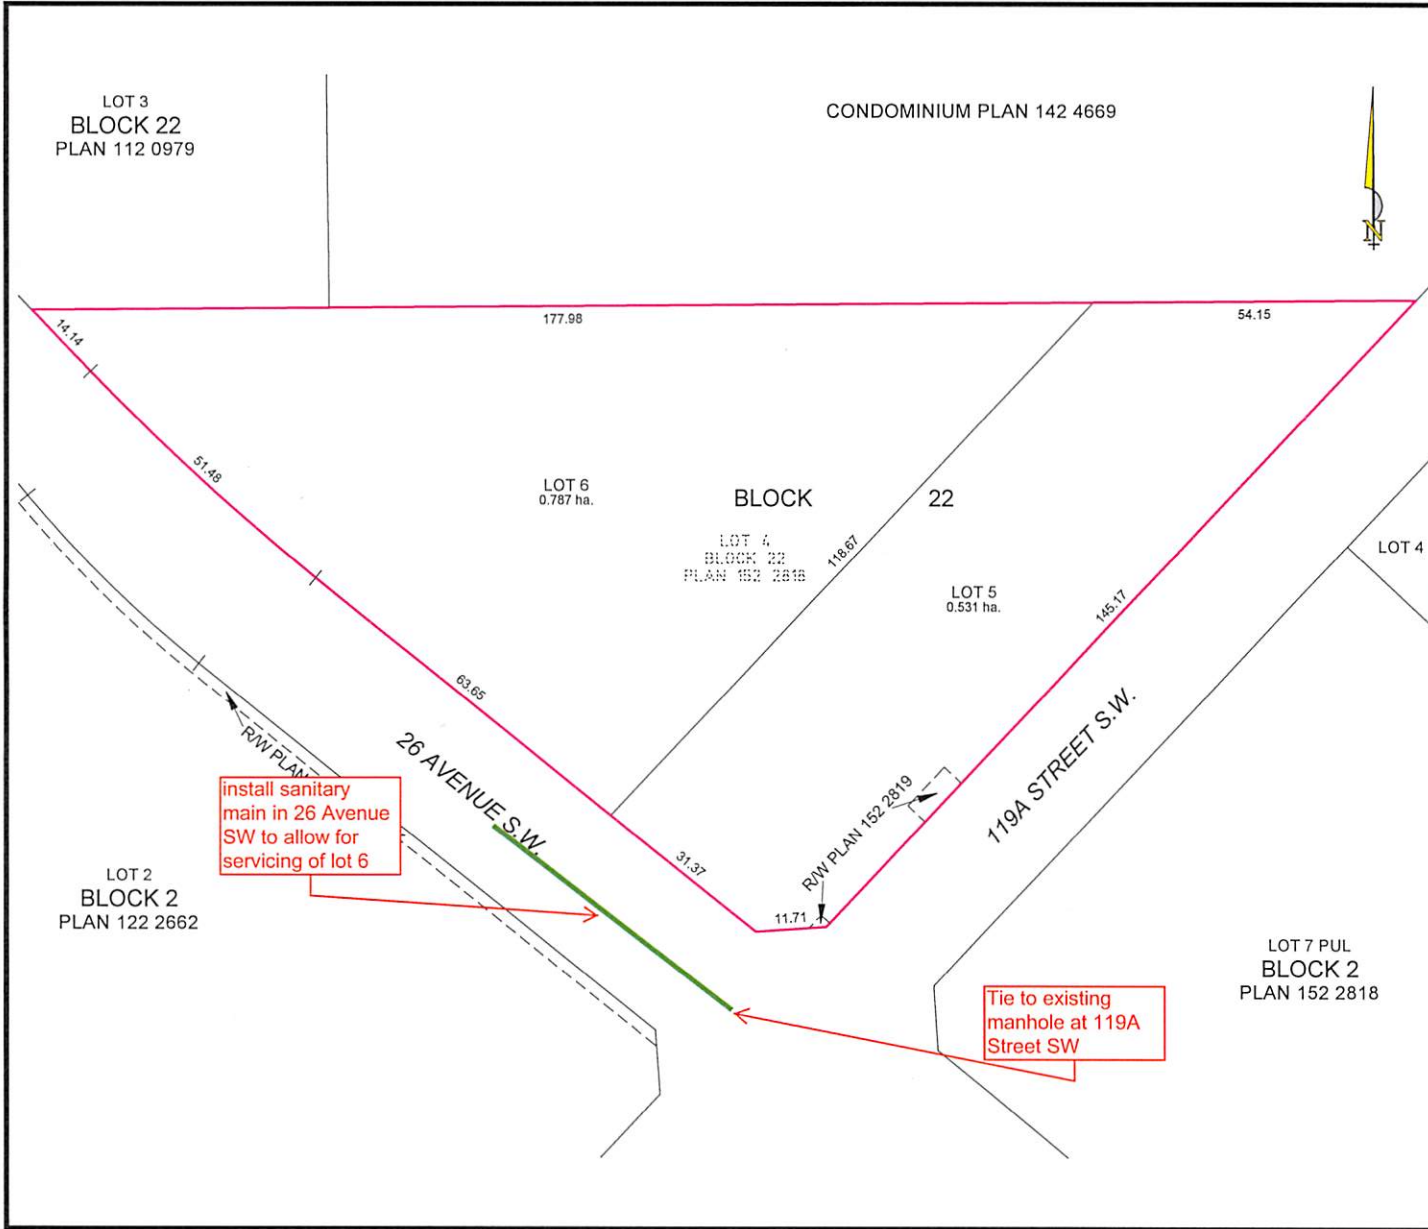 LOT 3
BLOCK 22
PLAN 112 0979
CONDOMINIUM PLAN 142 4669
N
177.98
54.15
14.14
51.48
LOT 6
0.787 ha.
BLOCK 22
LOT 4
BLOCK 22
PLAN 152 2818
118.67
LOT 5
0.531 ha.
LOT 4
145.17
63.65
R/W PLAN
26 AVENUE S.W.
119A STREET S.W.
R/W PLAN 152 2819
install sanitary
main in 26 Avenue
SW to allow for
servicing of lot 6
31.37
11.71
LOT 2
BLOCK 2
PLAN 122 2662
LOT 7 PUL
BLOCK 2
PLAN 152 2818
Tie to existing
manhole at 119A
Street SW